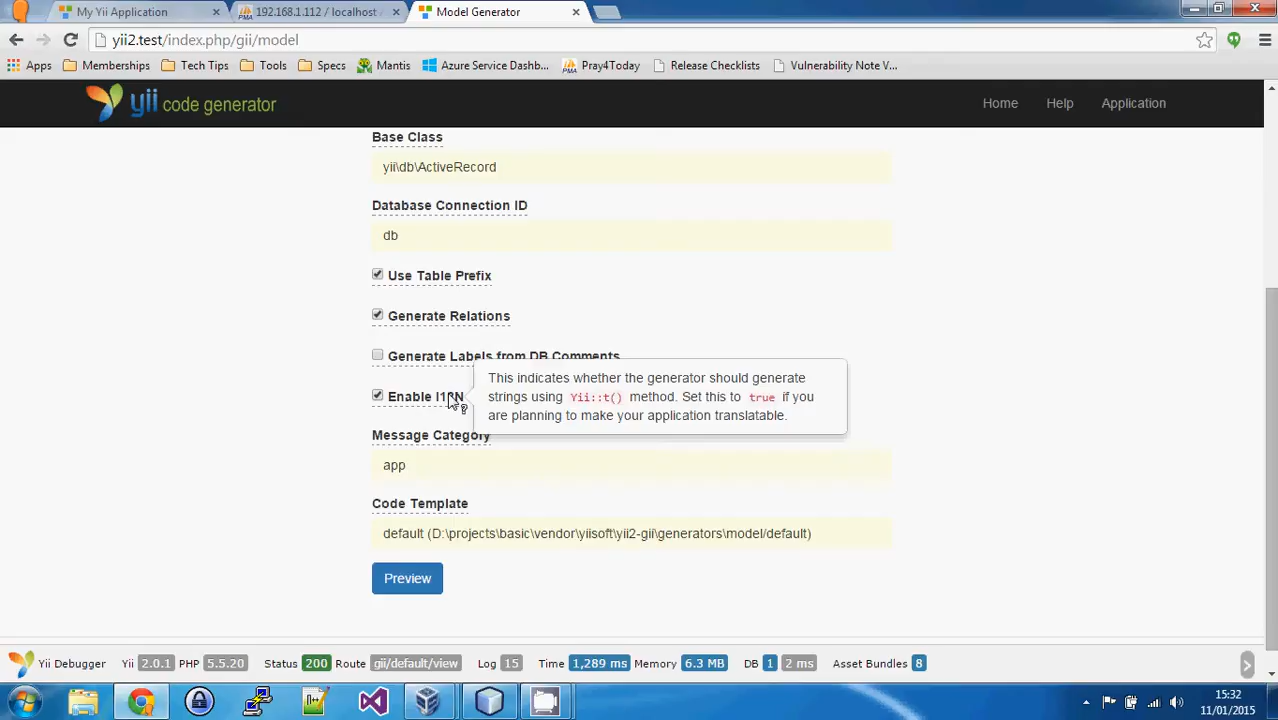 My Yii Application
192.168.1.112 / localhost /
Model Generator
yii2.test/index.php/gii/model
Apps
Memberships
Tech Tips
Tools
Specs
Mantis
Azure Service Dashb...
Pray4Today
Release Checklists
Vulnerability Note V...
yii code generator
Home
Help
Application
Base Class
yii\db\ActiveRecord
Database Connection ID
db
Use Table Prefix
Generate Relations
Generate Labels from DB Comments
Enable I18N
This indicates whether the generator should generate
strings using Yii::t() method. Set this to true if you
are planning to make your application translatable.
Message Category
app
Code Template
default (D:\projects\basic\vendor\yiisoft\yii2-gii\generators\model/default)
Preview
Yii Debugger
Yii 2.0.1 PHP 5.5.20
Status 200 Route gii/default/view
Log 15
Time 1,289 ms Memory 6.3 MB
DB 1 2 ms
Asset Bundles 8
15:32
11/01/2015